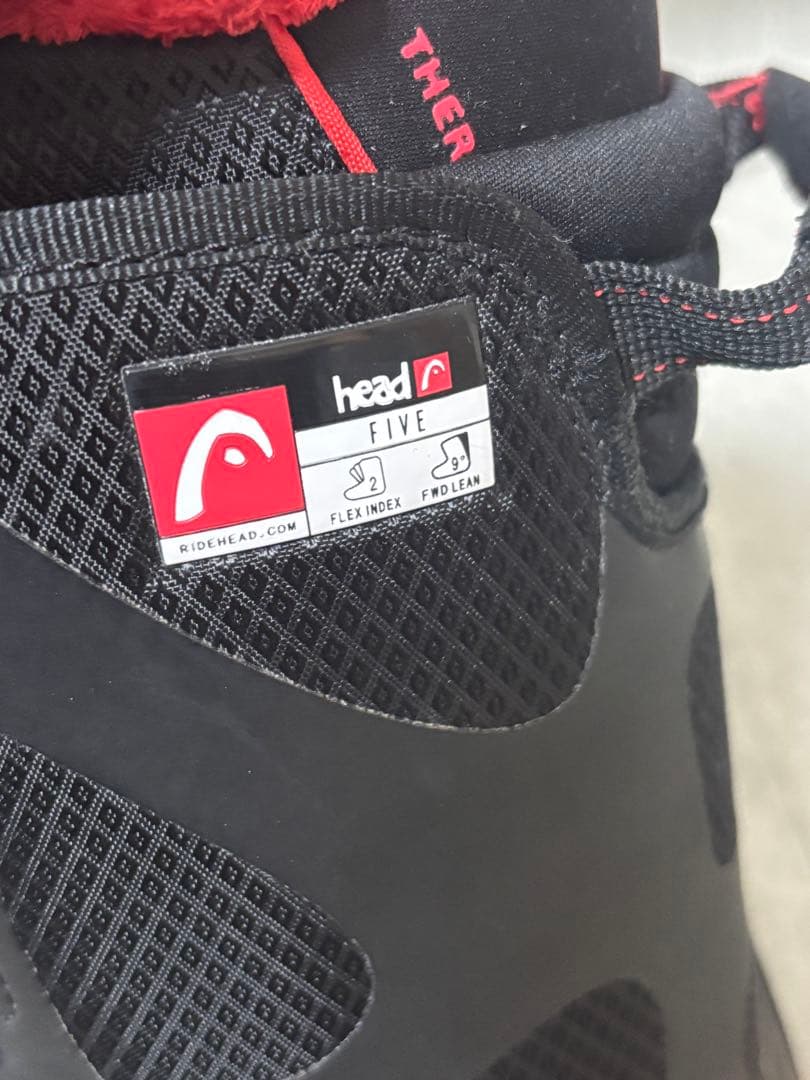 THER
head
FIVE
2
9°
FLEX INDEX
FWD LEAN
RIDEHEAD.COM